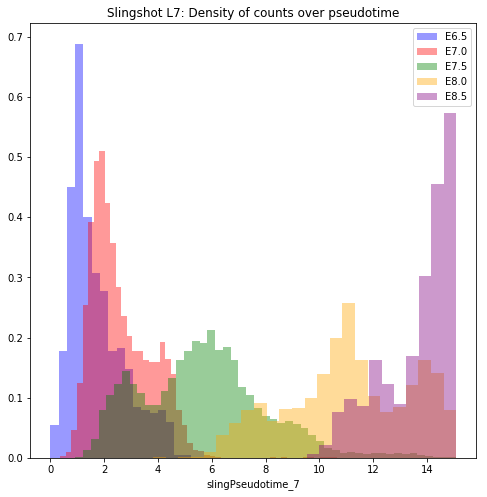 Slingshot L7: Density of counts over pseudotime
E6.5
E7.0
E7.5
E8.0
E8.5
0.7
0.6
0.5
0.4
0.3
0.2
0.1
0.0
0 2 4 6 8 10 12 14
slingPseudotime_7